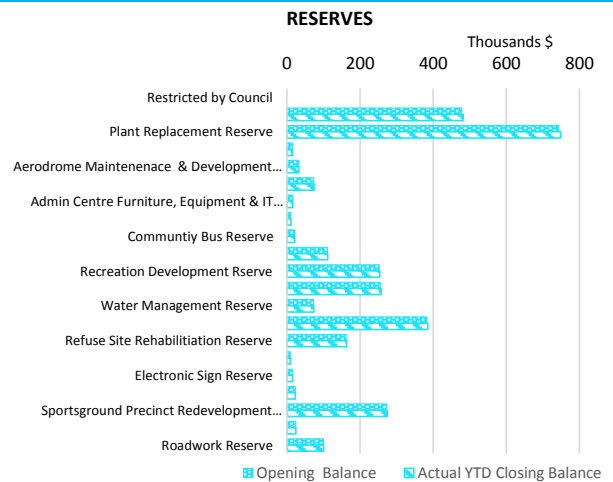 RESERVES
Thousands $
0 200 400 600 800
Restricted by Council
Plant Replacement Reserve
Aerodrome Maintenenace & Development...
Admin Centre Furniture, Equipment & IT...
Communtiy Bus Reserve
Recreation Development Rserve
Water Management Reserve
Refuse Site Rehabilitiation Reserve
Electronic Sign Reserve
Sportsground Precinct Redevelopment...
Roadwork Reserve
Opening Balance Actual YTD Closing Balance